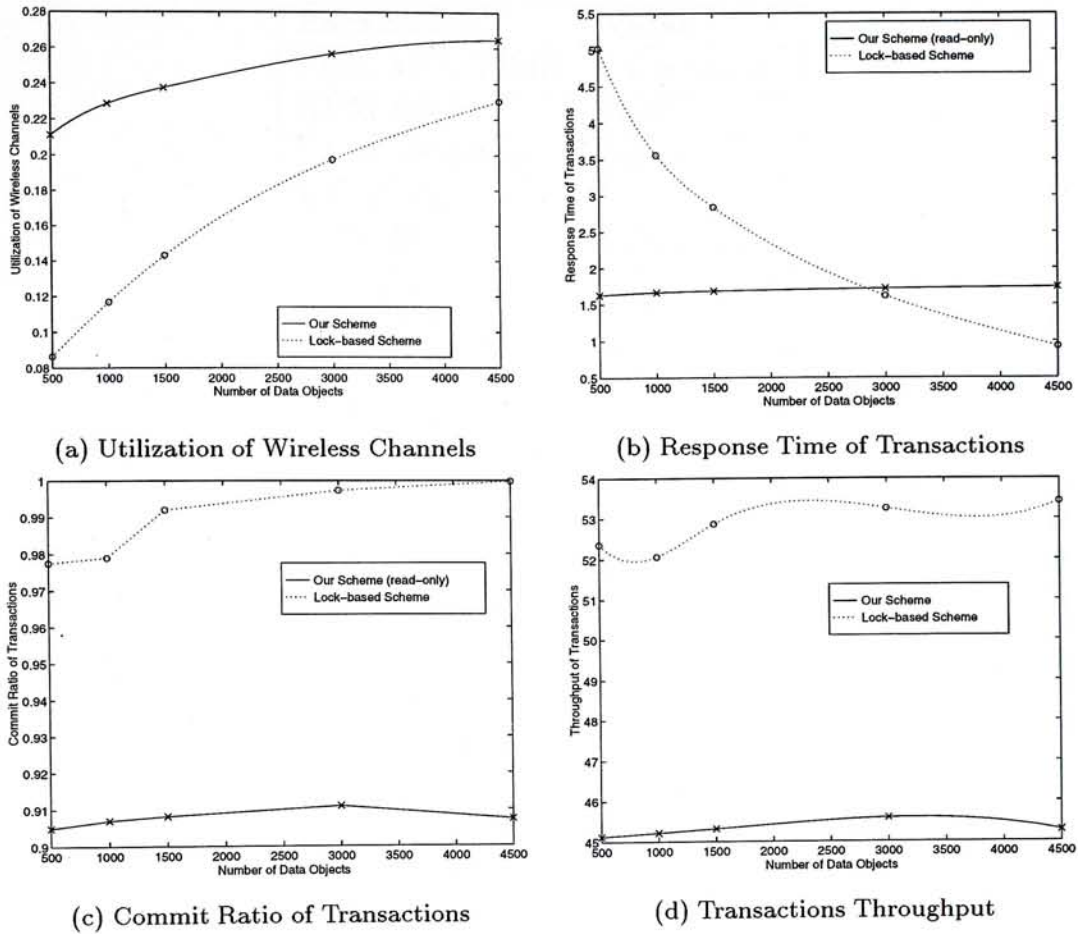 0.28
0.26
0.24
0.22
0.2
0.18
0.16
0.14
0.12
0.1
0.08
Utilization of Wireless Channels
Our Scheme
Lock-based Scheme
500 1000 1500 2000 2500 3000 3500 4000 4500
Number of Data Objects
(a) Utilization of Wireless Channels
5.5
5
4.5
4
3.5
3
2.5
2
1.5
1
0.5
Response Time of Transactions
Our Scheme (read-only)
Lock-based Scheme
500 1000 1500 2000 2500 3000 3500 4000 4500
Number of Data Objects
(b) Response Time of Transactions
1
0.99
0.98
0.97
0.96
0.95
0.94
0.93
0.92
0.91
0.9
Commit Ratio of Transactions
Our Scheme (read-only)
Lock-based Scheme
500 1000 1500 2000 2500 3000 3500 4000 4500
Number of Data Objects
(c) Commit Ratio of Transactions
54
53
52
51
50
49
48
47
46
45
Throughput of Transactions
Our Scheme
Lock-based Scheme
500 1000 1500 2000 2500 3000 3500 4000 4500
Number of Data Objects
(d) Transactions Throughput